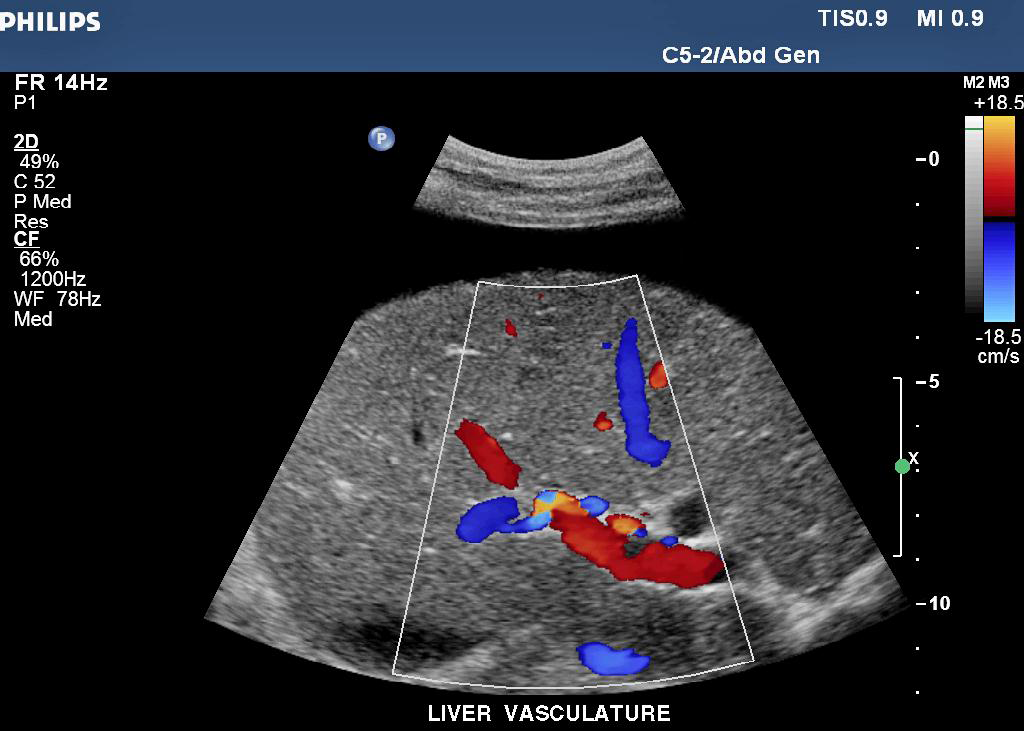 PHILIPS
TIS0.9 MI 0.9
C5-2/Abd Gen
FR 14Hz
P1
2D
49%
C 52
P Med
Res
CF
66%
1200Hz
WF 78Hz
Med
P
M2 M3
+18.5
-18.5
cm/s
0
5
X
10
LIVER VASCULATURE